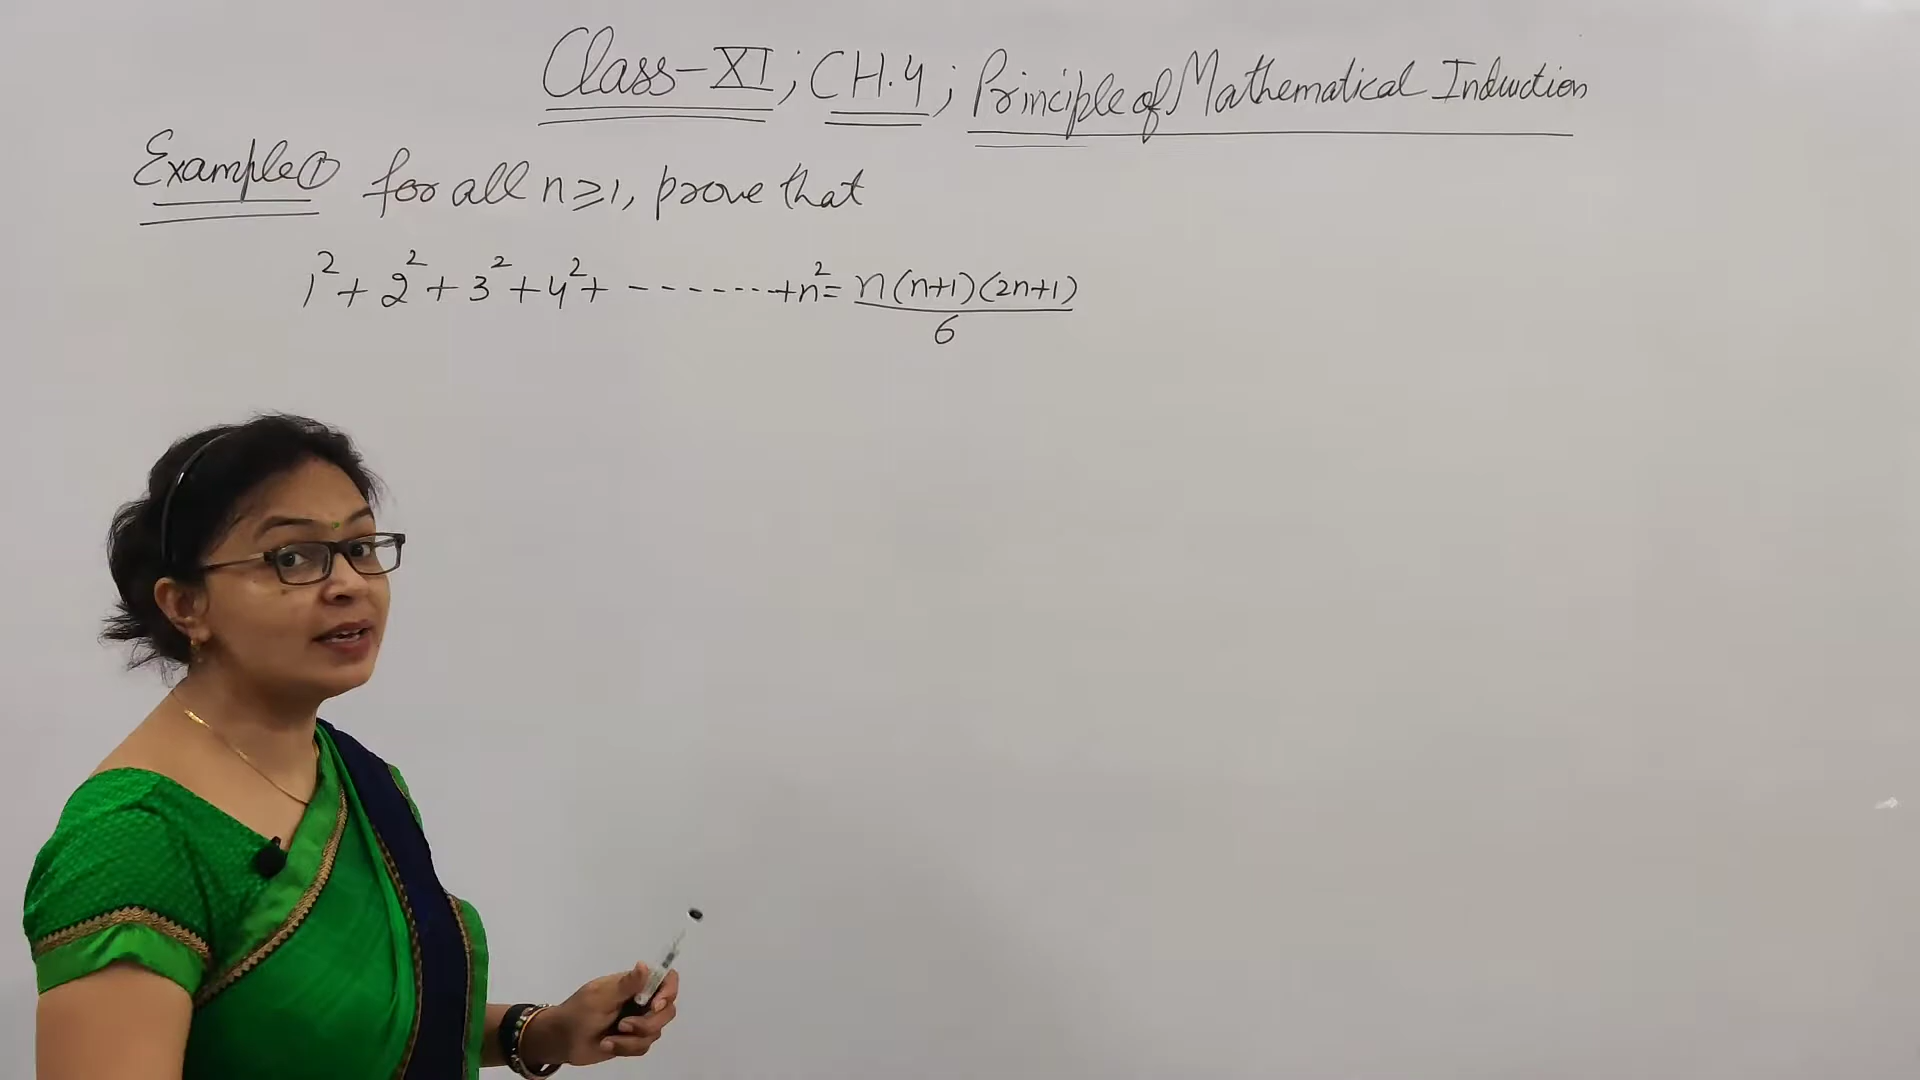 Class-XI; CH.4; Principle of Mathematical Induction
Example① for all n≥1, prove that
1²+2²+3²+4²+ -------+n²= n(n+1)(2n+1)
6